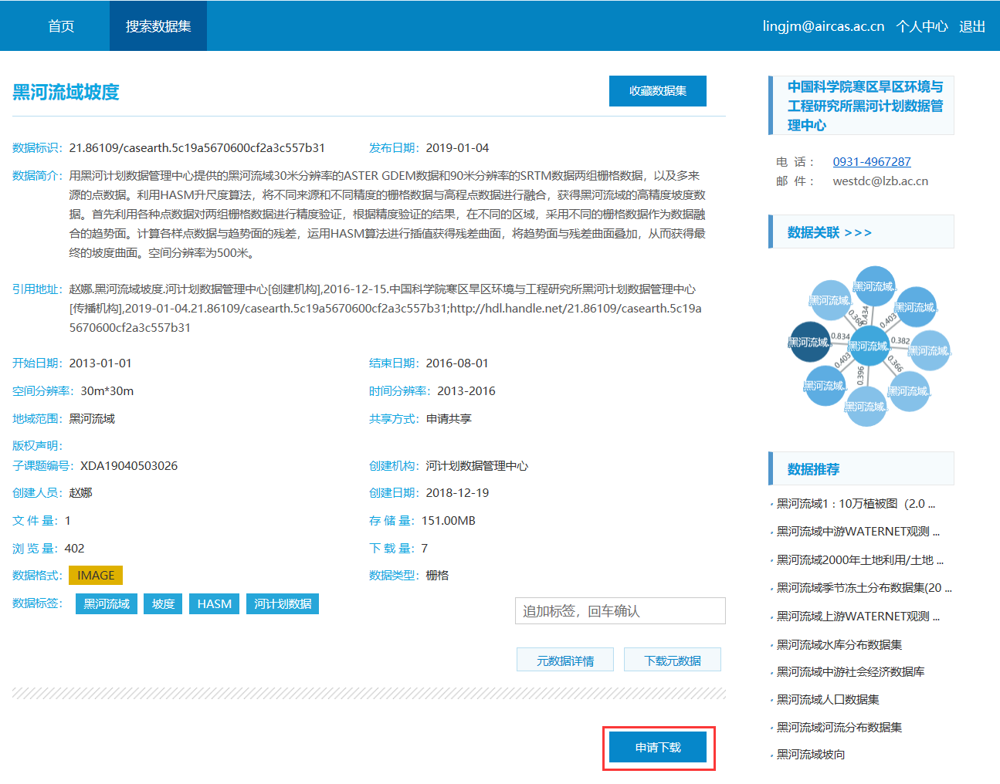 首页 搜索数据集 lingjm@aircas.ac.cn 个人中心 退出
黑河流域坡度 收藏数据集
数据标识： 21.86109/casearth.5c19a5670600cf2a3c557b31 发布日期： 2019-01-04
数据简介： 用黑河计划数据管理中心提供的黑河流域30米分辨率的ASTER GDEM数据和90米分辨率的SRTM数据两组栅格数据，以及多来
源的点数据。利用HASM升尺度算法，将不同来源和不同精度的栅格数据与高程点数据进行融合，获得黑河流域的高精度坡度数
据。首先利用各种点数据对两组栅格数据进行精度验证，根据精度验证的结果，在不同的区域，采用不同的栅格数据作为数据融
合的趋势面。计算各样点数据与趋势面的残差，运用HASM算法进行插值获得残差曲面，将趋势面与残差曲面叠加，从而获得最
终的坡度曲面。空间分辨率为500米。
引用地址： 赵娜.黑河流域坡度.河计划数据管理中心[创建机构],2016-12-15.中国科学院寒区旱区环境与工程研究所黑河计划数据管理中心
[传播机构],2019-01-04.21.86109/casearth.5c19a5670600cf2a3c557b31;http://hdl.handle.net/21.86109/casearth.5c19a
5670600cf2a3c557b31
开始日期： 2013-01-01 结束日期： 2016-08-01
空间分辨率： 30m*30m 时间分辨率： 2013-2016
地域范围： 黑河流域 共享方式： 申请共享
版权声明：
子课题编号： XDA19040503026 创建机构： 河计划数据管理中心
创建人员： 赵娜 创建日期： 2018-12-19
文 件 量： 1 存 储 量： 151.00MB
浏 览 量： 402 下 载 量： 7
数据格式： IMAGE 数据类型： 栅格
数据标签： 黑河流域 坡度 HASM 河计划数据
追加标签，回车确认
元数据详情 下载元数据
申请下载
中国科学院寒区旱区环境与
工程研究所黑河计划数据管
理中心
电 话： 0931-4967287
邮 件： westdc@lzb.ac.cn
数据关联 >>>
黑河流域..
黑河流域..
黑河流域..
0.368
0.434
0.403
黑河流域..
0.834
黑河流域..
0.382
黑河流域..
0.403
0.396
0.366
黑河流域..
黑河流域..
黑河流域..
数据推荐
黑河流域1：10万植被图（2.0 ...
黑河流域中游WATERNET观测 ...
黑河流域2000年土地利用/土地 ...
黑河流域季节冻土分布数据集(20 ...
黑河流域上游WATERNET观测 ...
黑河流域水库分布数据集
黑河流域中游社会经济数据库
黑河流域人口数据集
黑河流域河流分布数据集
黑河流域坡向